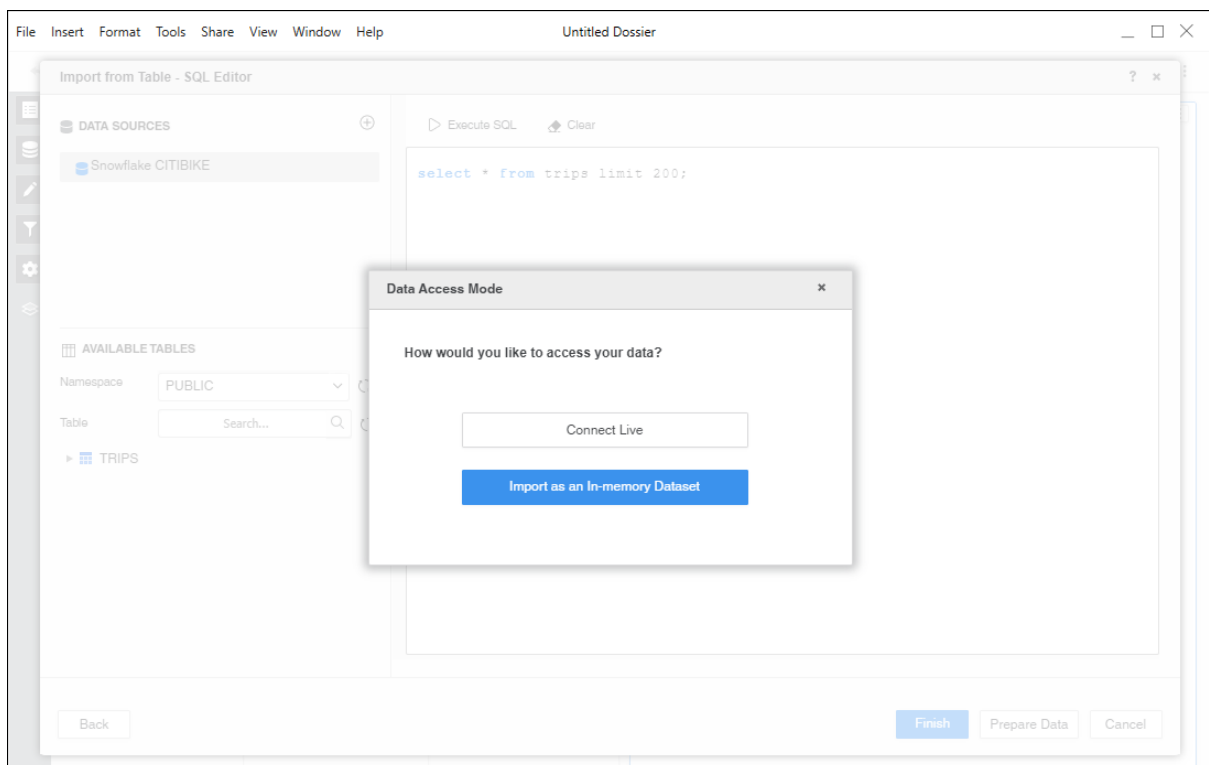 File Insert Format Tools Share View Window Help Untitled Dossier
Import from Table - SQL Editor ?
DATA SOURCES
Execute SQL Clear
Snowflake CITIBIKE
select * from trips limit 200;
Data Access Mode
How would you like to access your data?
AVAILABLE TABLES
Namespace PUBLIC
Table Search...
TRIPS
Connect Live
Import as an In-memory Dataset
Back Finish Prepare Data Cancel